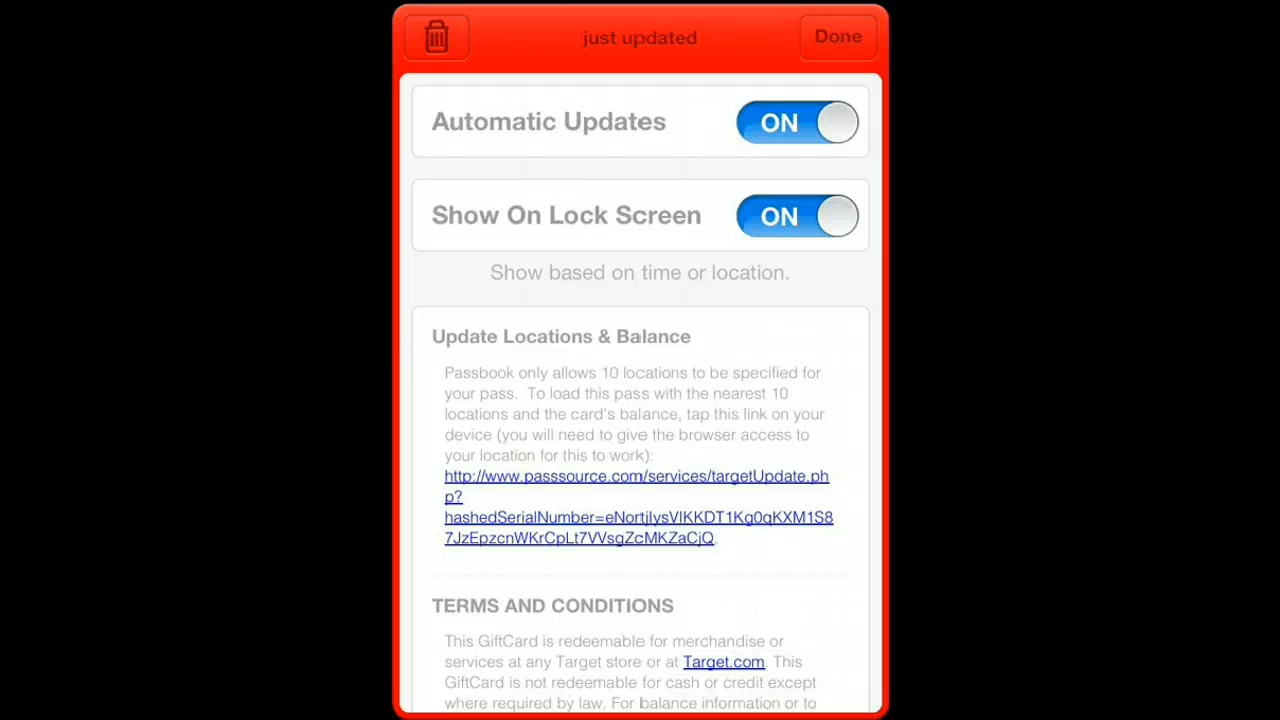 just updated
Done
Automatic Updates
ON
Show On Lock Screen
ON
Show based on time or location.
Update Locations & Balance
Passbook only allows 10 locations to be specified for
your pass. To load this pass with the nearest 10
locations and the card's balance, tap this link on your
device (you will need to give the browser access to
your location for this to work):
http://www.passsource.com/services/targetUpdate.ph
p?
hashedSerialNumber=eNortjIysVIKKDT1Kg0qKXM1S8
7JzEpzcnWKrCpLt7VVsgZcMKZaCjQ.
TERMS AND CONDITIONS
This GiftCard is redeemable for merchandise or
services at any Target store or at Target.com. This
GiftCard is not redeemable for cash or credit except
where required by law. For balance information or to